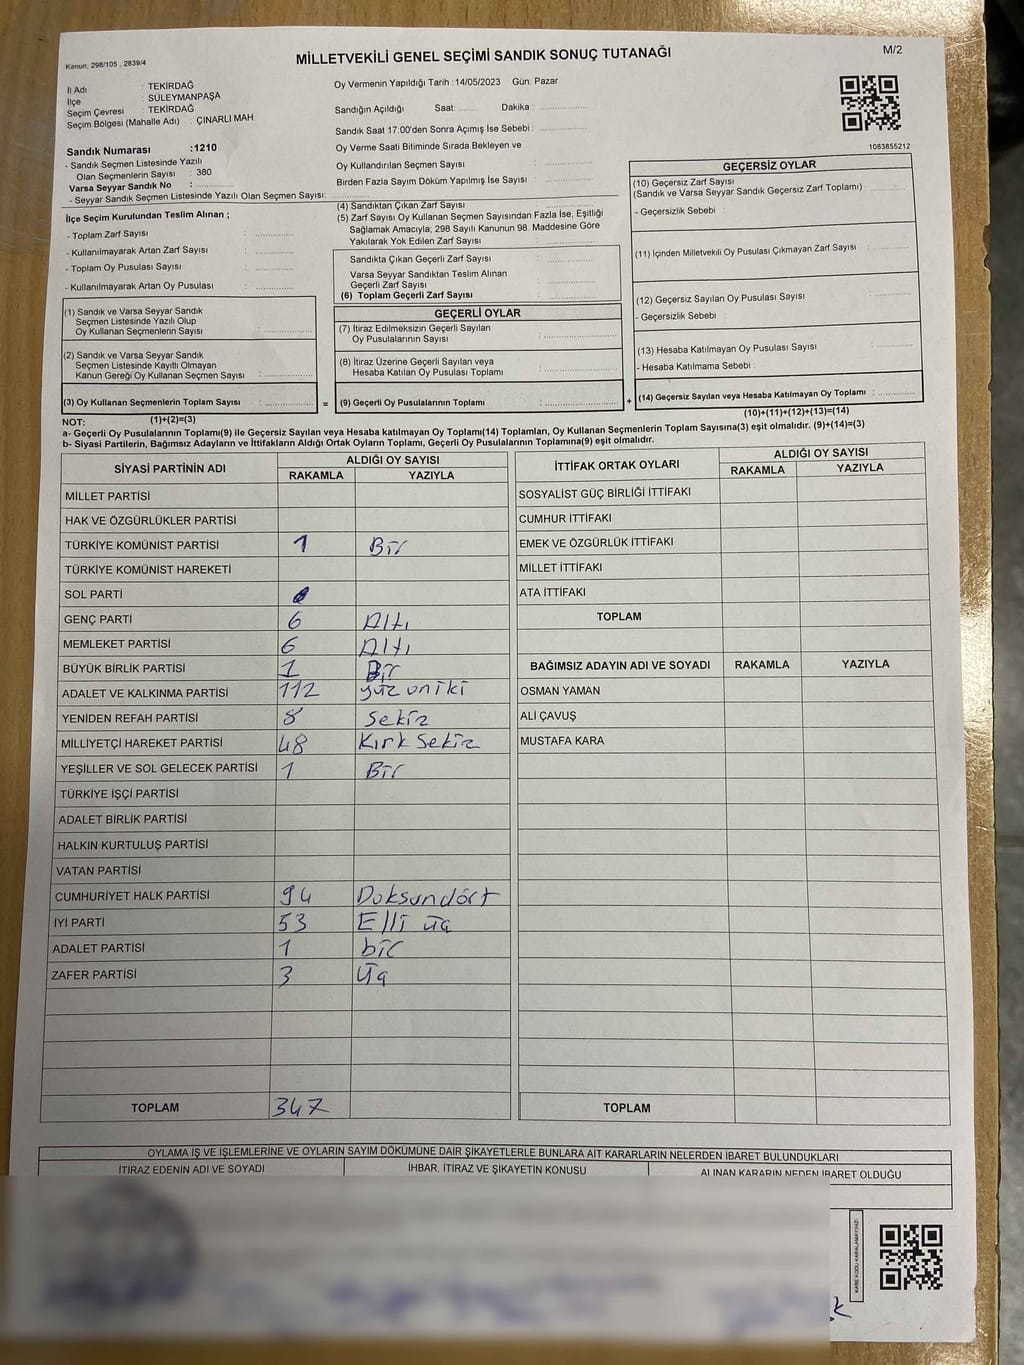 MİLLETVEKİLİ GENEL SEÇİMİ SANDIK SONUÇ TUTANAĞI
M/2
Kanun: 298/105 , 2839/4
İl Adı : TEKİRDAĞ
İlçe : SÜLEYMANPAŞA
Seçim Çevresi : TEKİRDAĞ
Seçim Bölgesi (Mahalle Adı) : ÇINARLI MAH
Sandık Numarası :1210
- Sandık Seçmen Listesinde Yazılı
Olan Seçmenlerin Sayısı : 380
Varsa Seyyar Sandık No :
- Seyyar Sandık Seçmen Listesinde Yazılı Olan Seçmen Sayısı:
Oy Vermenin Yapıldığı Tarih :14/05/2023 Gün: Pazar
Sandığın Açıldığı Saat: Dakika :
Sandık Saat 17:00'den Sonra Açımış İse Sebebi :
Oy Verme Saati Bitiminde Sırada Bekleyen ve
Oy Kullandırılan Seçmen Sayısı :
Birden Fazla Sayım Döküm Yapılmış İse Sayısı :
1083855212
İlçe Seçim Kurulundan Teslim Alınan ;
- Toplam Zarf Sayısı :
- Kullanılmayarak Artan Zarf Sayısı :
- Toplam Oy Pusulası Sayısı :
- Kullanılmayarak Artan Oy Pusulası :
(4) Sandıktan Çıkan Zarf Sayısı :
(5) Zarf Sayısı Oy Kullanan Seçmen Sayısından Fazla İse, Eşitliği
Sağlamak Amacıyla; 298 Sayılı Kanunun 98. Maddesine Göre
Yakılarak Yok Edilen Zarf Sayısı :
Sandıkta Çıkan Geçerli Zarf Sayısı :
Varsa Seyyar Sandıktan Teslim Alınan
Geçerli Zarf Sayısı :
(6) Toplam Geçerli Zarf Sayısı :
GEÇERSİZ OYLAR
(10) Geçersiz Zarf Sayısı
(Sandık ve Varsa Seyyar Sandık Geçersiz Zarf Toplamı) :
- Geçersizlik Sebebi :
(11) İçinden Milletvekili Oy Pusulası Çıkmayan Zarf Sayısı :
(12) Geçersiz Sayılan Oy Pusulası Sayısı :
- Geçersizlik Sebebi :
(13) Hesaba Katılmayan Oy Pusulası Sayısı :
- Hesaba Katılmama Sebebi :
(14) Geçersiz Sayılan veya Hesaba Katılmayan Oy Toplamı :
(10)+(11)+(12)+(13)=(14)
(1) Sandık ve Varsa Seyyar Sandık
Seçmen Listesinde Yazılı Olup
Oy Kullanan Seçmenlerin Sayısı :
(2) Sandık ve Varsa Seyyar Sandık
Seçmen Listesinde Kayıtlı Olmayan
Kanun Gereği Oy Kullanan Seçmen Sayısı :
(3) Oy Kullanan Seçmenlerin Toplam Sayısı :
(1)+(2)=(3)
GEÇERLİ OYLAR
(7) İtiraz Edilmeksizin Geçerli Sayılan
Oy Pusulalarının Sayısı :
(8) İtiraz Üzerine Geçerli Sayılan veya
Hesaba Katılan Oy Pusulası Toplamı :
= (9) Geçerli Oy Pusulalarının Toplamı : +
NOT:
a- Geçerli Oy Pusulalarının Toplamı(9) ile Geçersiz Sayılan veya Hesaba katılmayan Oy Toplamı(14) Toplamları, Oy Kullanan Seçmenlerin Toplam Sayısına(3) eşit olmalıdır. (9)+(14)=(3)
b- Siyasi Partilerin, Bağımsız Adayların ve İttifakların Aldığı Ortak Oyların Toplamı, Geçerli Oy Pusulalarının Toplamına(9) eşit olmalıdır.
SİYASİ PARTİNİN ADI ALDIĞI OY SAYISI
RAKAMLA YAZIYLA
MİLLET PARTİSİ
HAK VE ÖZGÜRLÜKLER PARTİSİ
TÜRKİYE KOMÜNİST PARTİSİ 1 Bir
TÜRKİYE KOMÜNİST HAREKETİ
SOL PARTİ
GENÇ PARTİ 6 Altı
MEMLEKET PARTİSİ 6 Altı
BÜYÜK BİRLİK PARTİSİ 1 Bir
ADALET VE KALKINMA PARTİSİ 112 yüz oniki
YENİDEN REFAH PARTİSİ 8 Sekiz
MİLLİYETÇİ HAREKET PARTİSİ 48 Kırk Sekiz
YEŞİLLER VE SOL GELECEK PARTİSİ 1 Bir
TÜRKİYE İŞÇİ PARTİSİ
ADALET BİRLİK PARTİSİ
HALKIN KURTULUŞ PARTİSİ
VATAN PARTİSİ
CUMHURİYET HALK PARTİSİ 94 Doksandört
İYİ PARTİ 53 Elli üç
ADALET PARTİSİ 1 bir
ZAFER PARTİSİ 3 üç
TOPLAM 347
İTTİFAK ORTAK OYLARI ALDIĞI OY SAYISI
RAKAMLA YAZIYLA
SOSYALİST GÜÇ BİRLİĞİ İTTİFAKI
CUMHUR İTTİFAKI
EMEK VE ÖZGÜRLÜK İTTİFAKI
MİLLET İTTİFAKI
ATA İTTİFAKI
TOPLAM
BAĞIMSIZ ADAYIN ADI VE SOYADI RAKAMLA YAZIYLA
OSMAN YAMAN
ALİ ÇAVUŞ
MUSTAFA KARA
TOPLAM
OYLAMA İŞ VE İŞLEMLERİNE VE OYLARIN SAYIM DÖKÜMÜNE DAİR ŞİKAYETLERLE BUNLARA AİT KARARLARIN NELERDEN İBARET BULUNDUKLARI
İTİRAZ EDENİN ADI VE SOYADI İHBAR, İTİRAZ VE ŞİKAYETİN KONUSU ALINAN KARARIN NEDEN İBARET OLDUĞU
KARE KODU KARALAMAYINIZ!